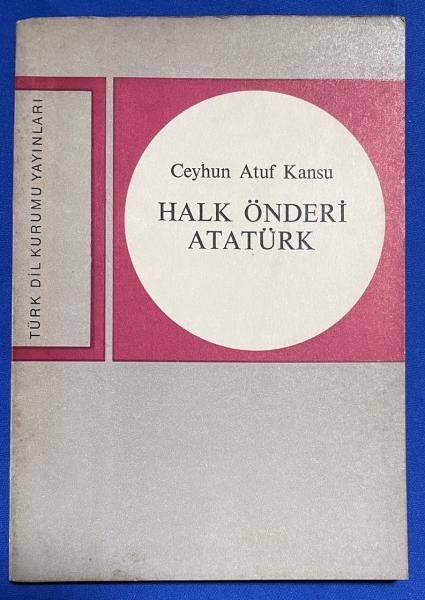 TÜRK DİL KURUMU YAYINLARI
Ceyhun Atuf Kansu
HALK ÖNDERİ
ATATÜRK